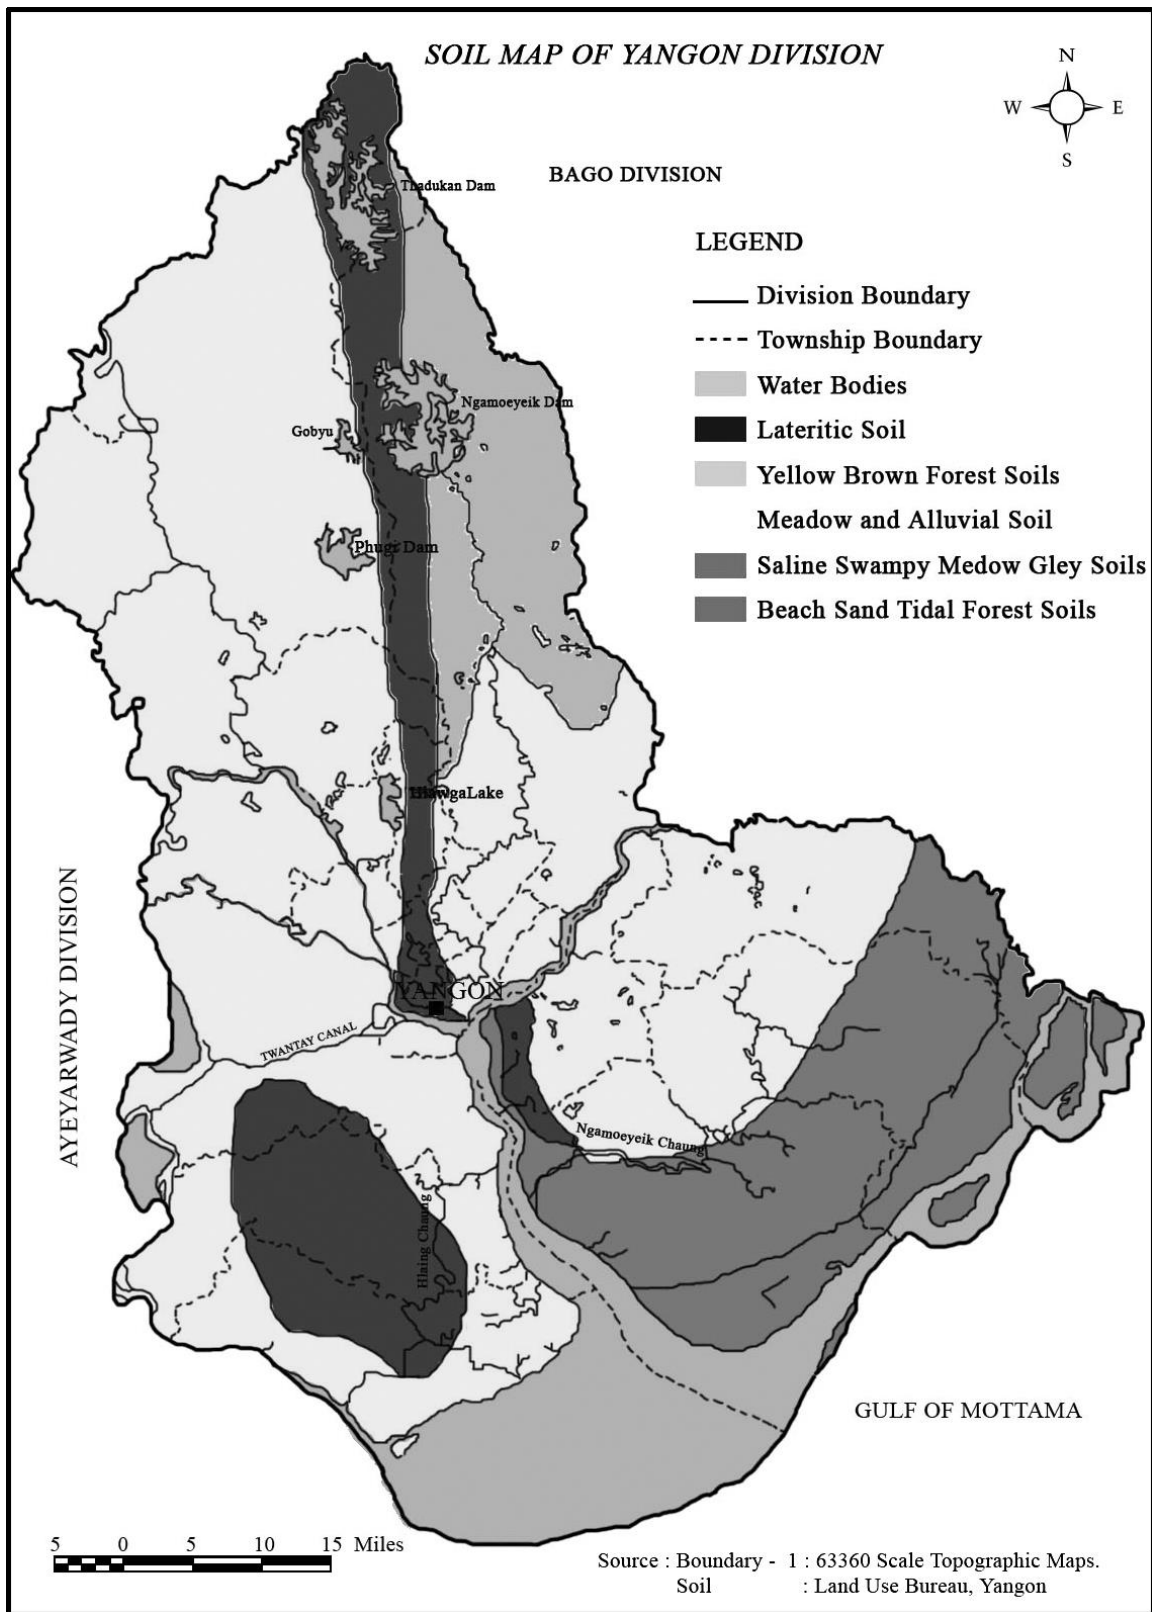 SOIL MAP OF YANGON DIVISION
N
W
E
S
BAGO DIVISION
Thadukan Dam
LEGEND
Division Boundary
Township Boundary
Water Bodies
Lateritic Soil
Yellow Brown Forest Soils
Meadow and Alluvial Soil
Saline Swampy Medow Gley Soils
Beach Sand Tidal Forest Soils
Ngamoeyeik Dam
Gobyu
Phugi Dam
HlawgaLake
AYEYARWADY DIVISION
YANGON
TWANTAY CANAL
Ngamoeyeik Chaung
Hlaing Chaung
GULF OF MOTTAMA
5 0 5 10 15 Miles
Source : Boundary - 1 : 63360 Scale Topographic Maps.
Soil : Land Use Bureau, Yangon